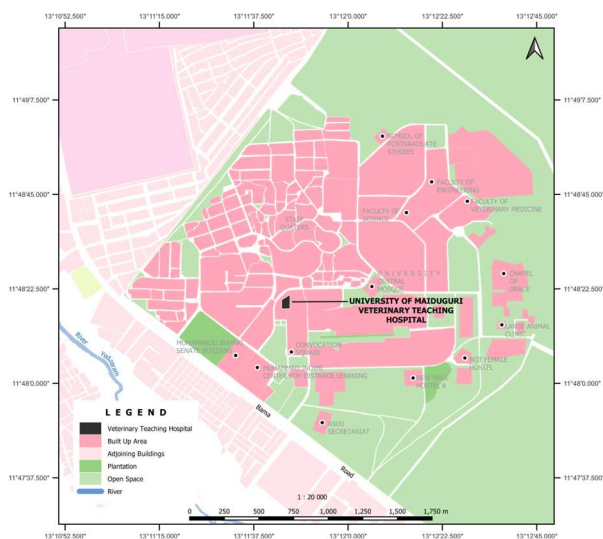 13°10'52.500" 13°11'15.000" 13°11'37.500" 13°12'0.000" 13°12'22.500" 13°12'45.000"
11°49'7.500" 11°49'7.500"
SCHOOL OF
POSTGRADUATE
STUDIES
FACULTY OF
ENGINEERING
11°48'45.000" 11°48'45.000"
FACULTY OF
VETERINARY MEDICINE
FACULTY OF
SCIENCE
STAFF
QUATERS
UNIVERSITY
CENTRAL
MOSQUE
CHAPEL
OF
GRACE
11°48'22.500" 11°48'22.500"
UNIVERSITY OF MAIDUGURI
VETERINARY TEACHING
HOSPITAL
LARGE ANIMAL
CLINIC
River
Yedzaram
MUHAMMADU BUHARI
SENATE BUILDING
CONVOCATION
SQUARE
CENTER FOR DISTANCE LEARNING
FEMALE
HOSTEL
MALE
HOSTEL A
11°48'0.000" 11°48'0.000"
Bama
Road
ASUU
SECRETARIAT
LEGEND
Veterinary Teaching Hospital
Built Up Area
Adjoining Buildings
Plantation
Open Space
River
11°47'37.500" 11°47'37.500"
1 : 20 000
0 250 500 750 1,000 1,250 1,500 1,750 m
13°10'52.500" 13°11'15.000" 13°11'37.500" 13°12'0.000" 13°12'22.500" 13°12'45.000"